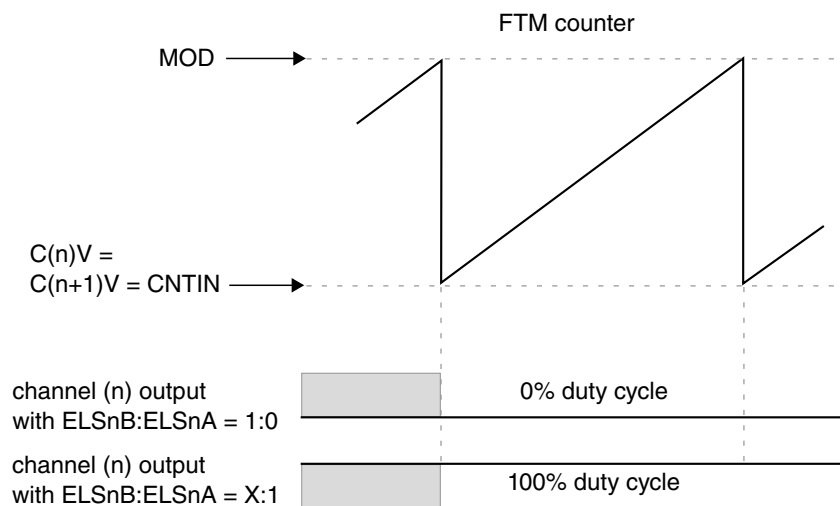 FTM counter
MOD
C(n)V =
C(n+1)V = CNTIN
channel (n) output
with ELSnB:ELSnA = 1:0
0% duty cycle
channel (n) output
with ELSnB:ELSnA = X:1
100% duty cycle